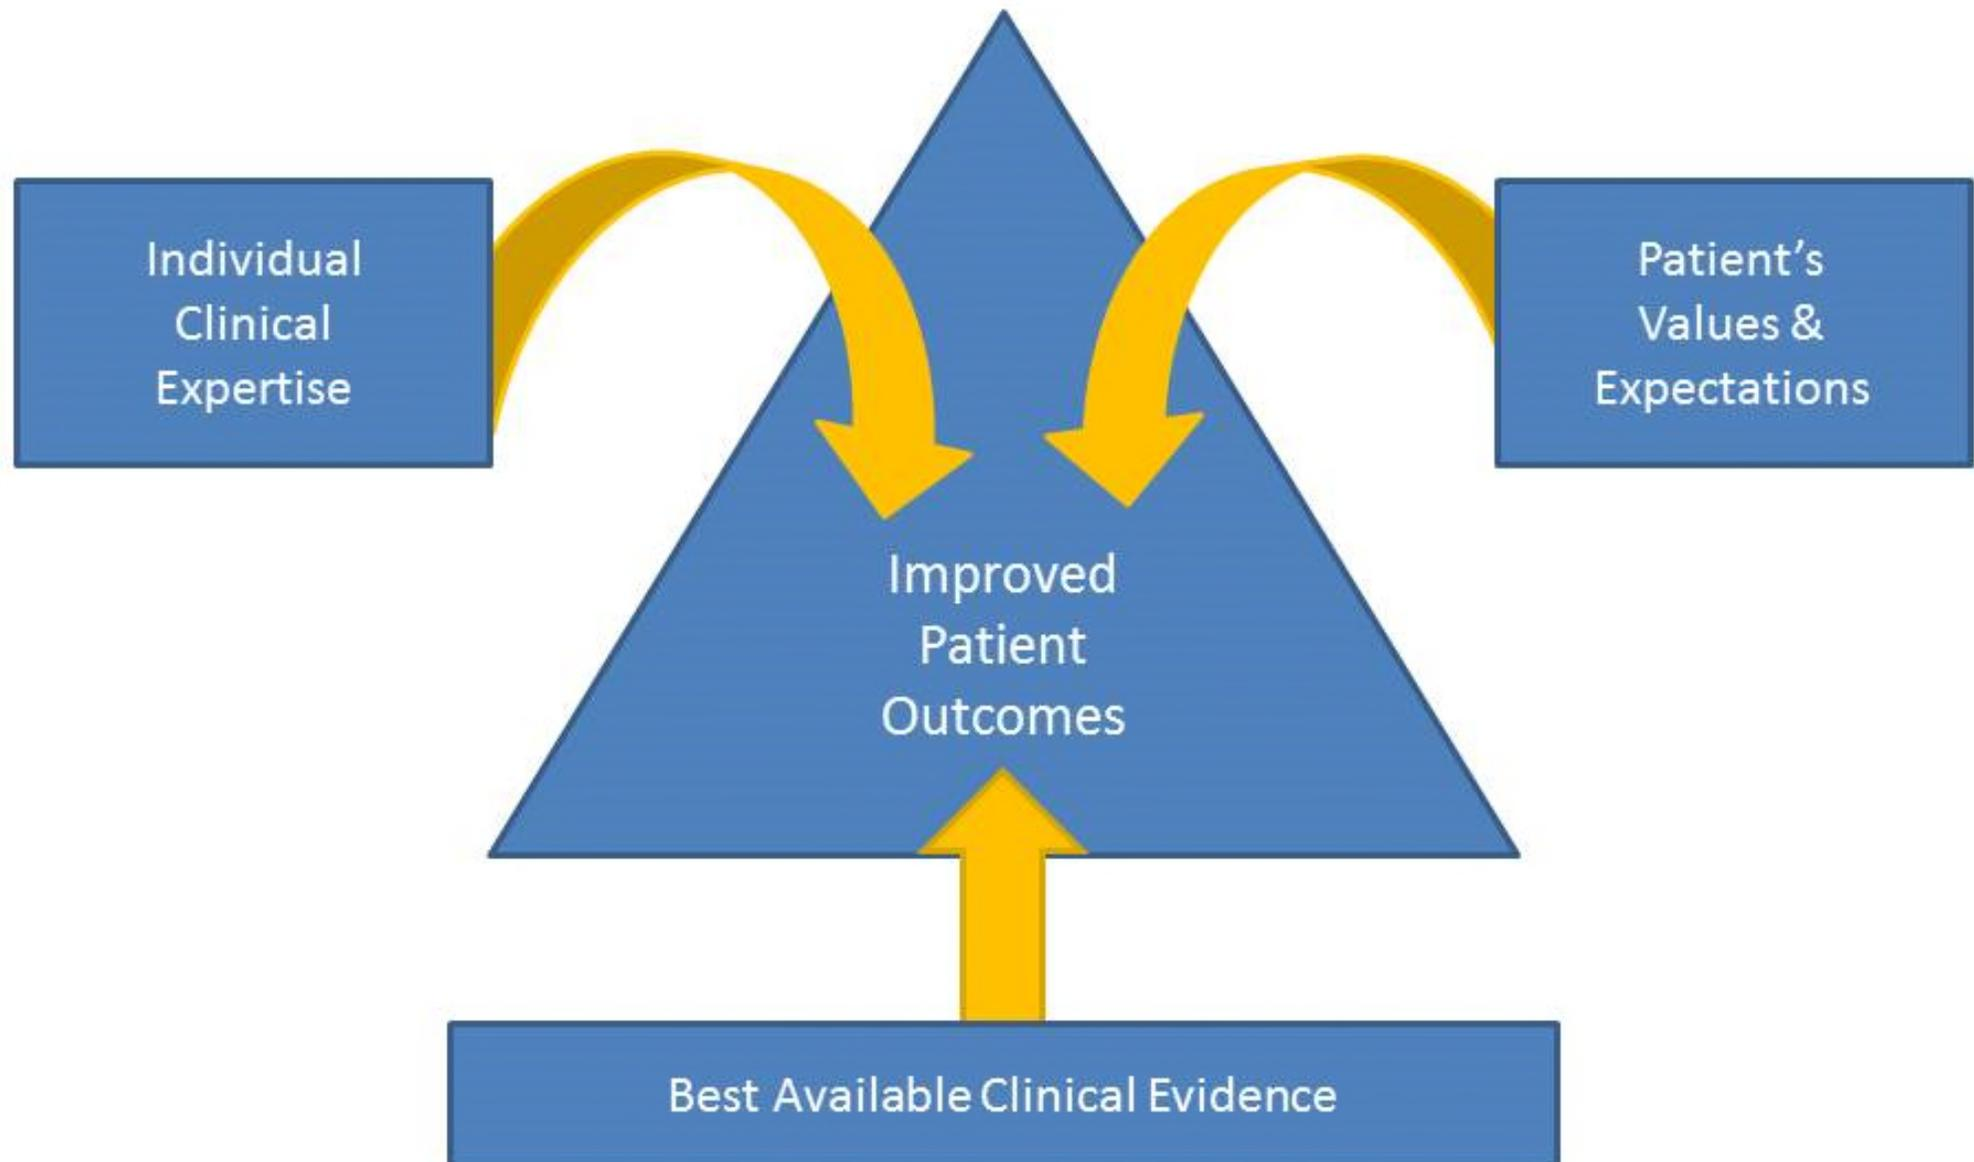 Individual
Clinical
Expertise
Patient’s
Values &
Expectations
Improved
Patient
Outcomes
Best Available Clinical Evidence